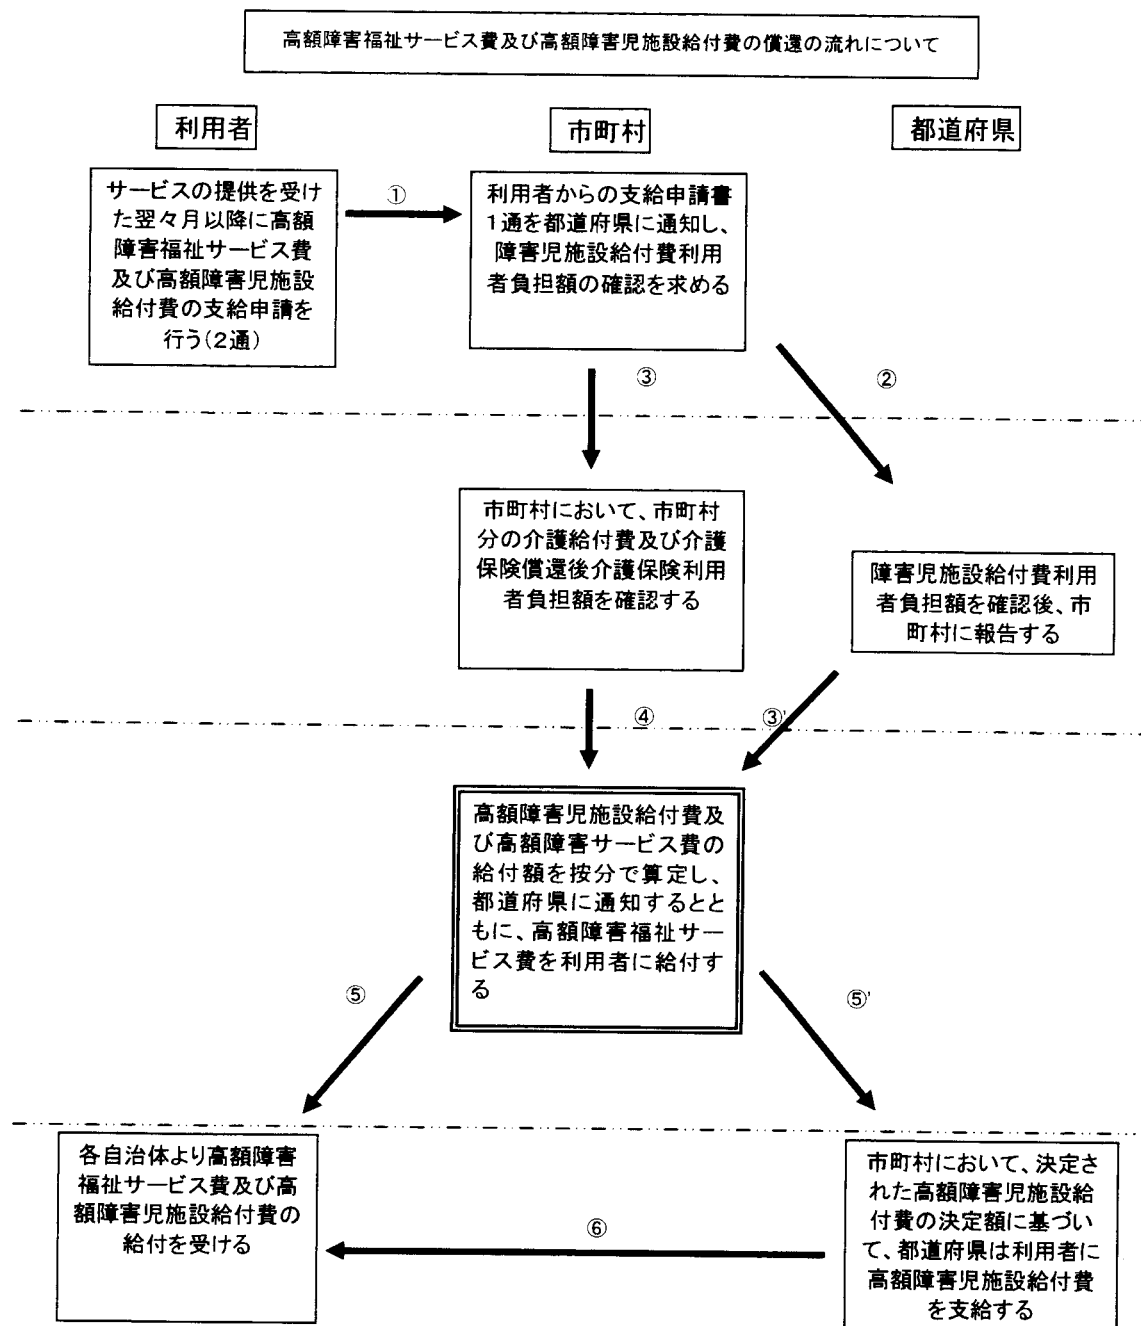 高額障害福祉サービス費及び高額障害児施設給付費の償還の流れについて
利用者
市町村
都道府県
サービスの提供を受け
た翌々月以降に高額
障害福祉サービス費
及び高額障害児施設
給付費の支給申請を
行う(2通)
①
利用者からの支給申請書
1通を都道府県に通知し、
障害児施設給付費利用
者負担額の確認を求める
③
②
市町村において、市町村
分の介護給付費及び介護
保険償還後介護保険利用
者負担額を確認する
障害児施設給付費利用
者負担額を確認後、市
町村に報告する
④
③'
高額障害児施設給付費及
び高額障害サービス費の
給付額を按分で算定し、
都道府県に通知するとと
もに、高額障害福祉サー
ビス費を利用者に給付す
る
⑤
⑤'
各自治体より高額障害
福祉サービス費及び高
額障害児施設給付費の
給付を受ける
⑥
市町村において、決定さ
れた高額障害児施設給
付費の決定額に基づい
て、都道府県は利用者に
高額障害児施設給付費
を支給する